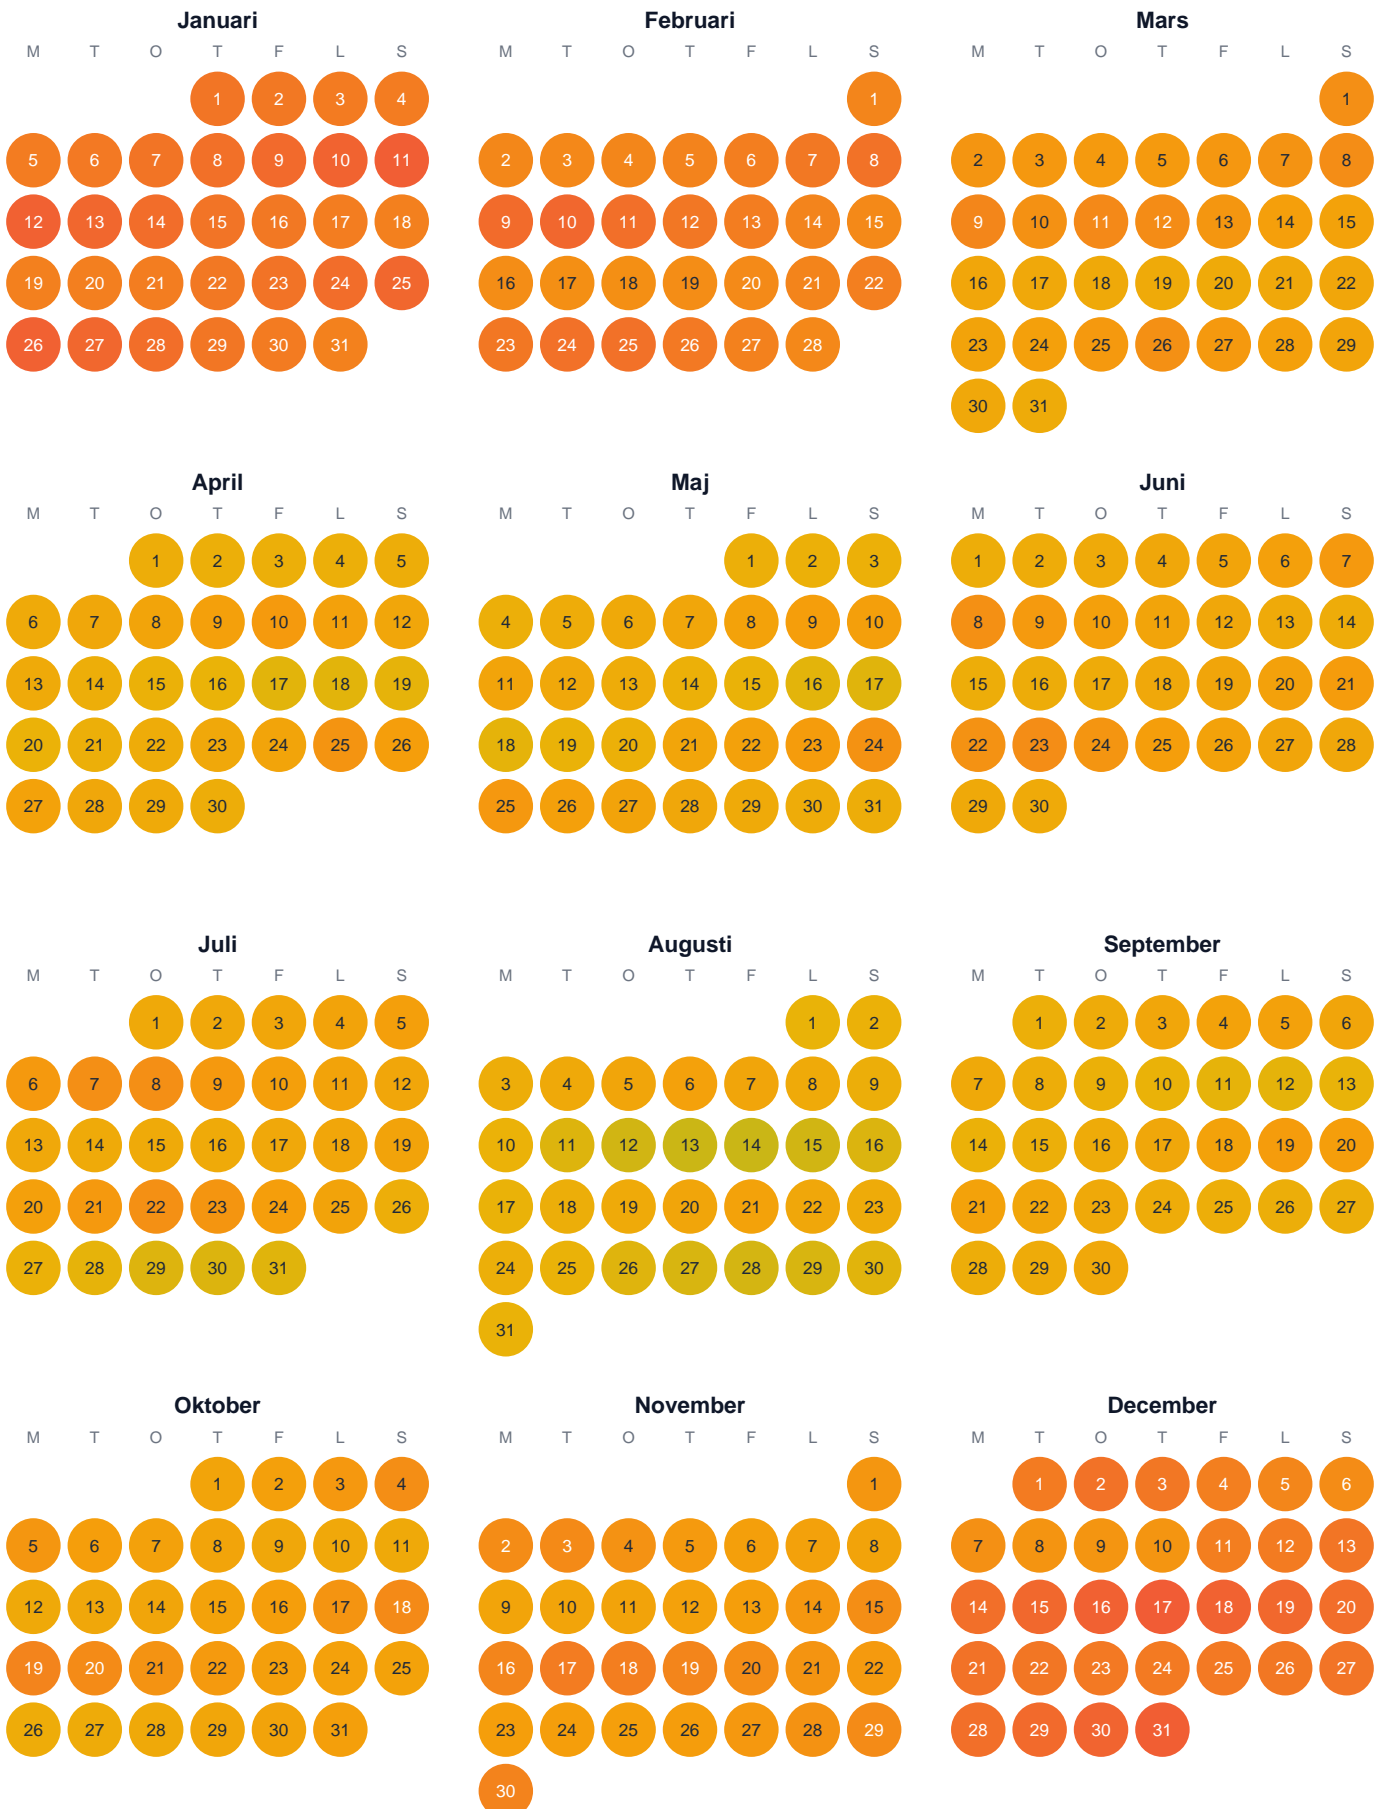 Januari Februari Mars
M T O T F L S M T O T F L S M T O T F L S
1 2 3 4 1 1
5 6 7 8 9 10 11 2 3 4 5 6 7 8 2 3 4 5 6 7 8
12 13 14 15 16 17 18 9 10 11 12 13 14 15 9 10 11 12 13 14 15
19 20 21 22 23 24 25 16 17 18 19 20 21 22 16 17 18 19 20 21 22
26 27 28 29 30 31 23 24 25 26 27 28 23 24 25 26 27 28 29
30 31
April Maj Juni
M T O T F L S M T O T F L S M T O T F L S
1 2 3 4 5 1 2 3 1 2 3 4 5 6 7
6 7 8 9 10 11 12 4 5 6 7 8 9 10 8 9 10 11 12 13 14
13 14 15 16 17 18 19 11 12 13 14 15 16 17 15 16 17 18 19 20 21
20 21 22 23 24 25 26 18 19 20 21 22 23 24 22 23 24 25 26 27 28
27 28 29 30 25 26 27 28 29 30 31 29 30
Juli Augusti September
M T O T F L S M T O T F L S M T O T F L S
1 2 3 4 5 1 2 1 2 3 4 5 6
6 7 8 9 10 11 12 3 4 5 6 7 8 9 7 8 9 10 11 12 13
13 14 15 16 17 18 19 10 11 12 13 14 15 16 14 15 16 17 18 19 20
20 21 22 23 24 25 26 17 18 19 20 21 22 23 21 22 23 24 25 26 27
27 28 29 30 31 24 25 26 27 28 29 30 28 29 30
31
Oktober November December
M T O T F L S M T O T F L S M T O T F L S
1 2 3 4 1 1 2 3 4 5 6
5 6 7 8 9 10 11 2 3 4 5 6 7 8 7 8 9 10 11 12 13
12 13 14 15 16 17 18 9 10 11 12 13 14 15 14 15 16 17 18 19 20
19 20 21 22 23 24 25 16 17 18 19 20 21 22 21 22 23 24 25 26 27
26 27 28 29 30 31 23 24 25 26 27 28 29 28 29 30 31
30